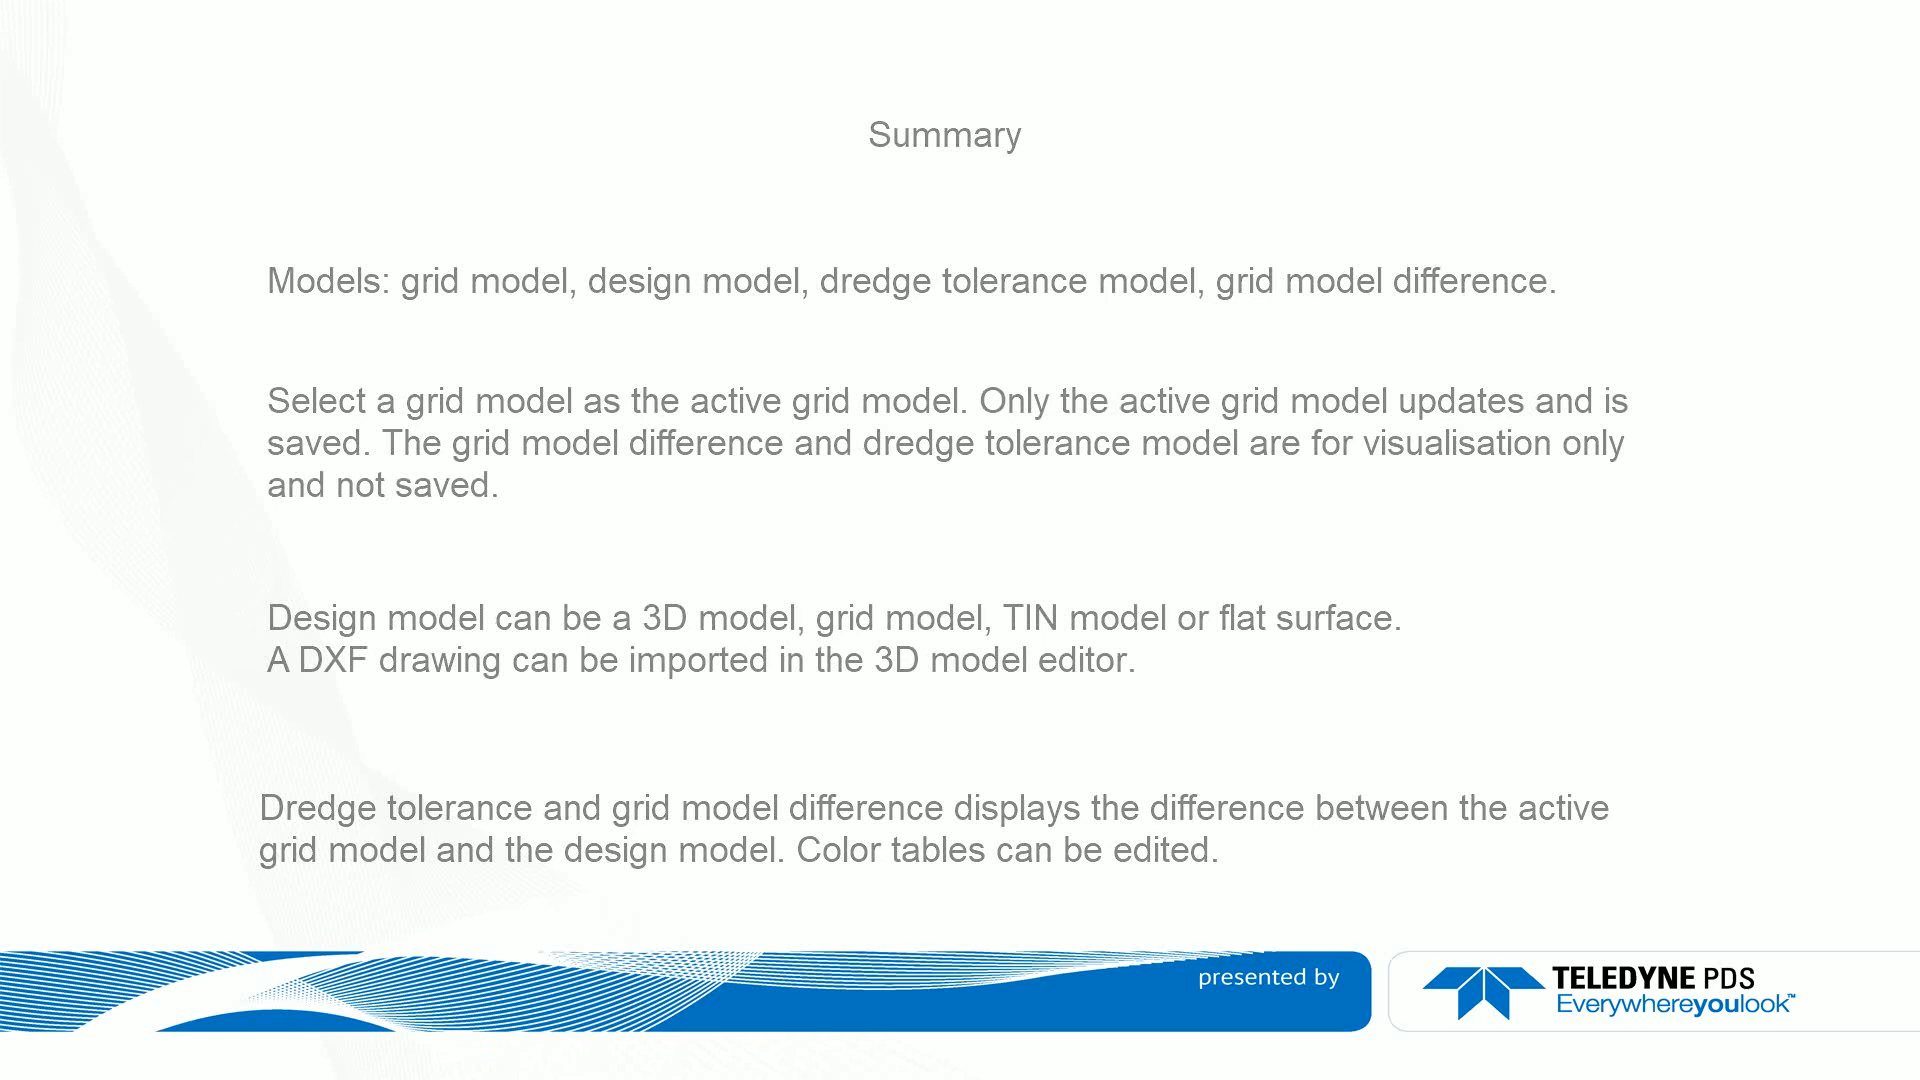 Summary
Models: grid model, design model, dredge tolerance model, grid model difference.
Select a grid model as the active grid model. Only the active grid model updates and is
saved. The grid model difference and dredge tolerance model are for visualisation only
and not saved.
Design model can be a 3D model, grid model, TIN model or flat surface.
A DXF drawing can be imported in the 3D model editor.
Dredge tolerance and grid model difference displays the difference between the active
grid model and the design model. Color tables can be edited.
presented by
TELEDYNE PDS
Everywhereyoulook™